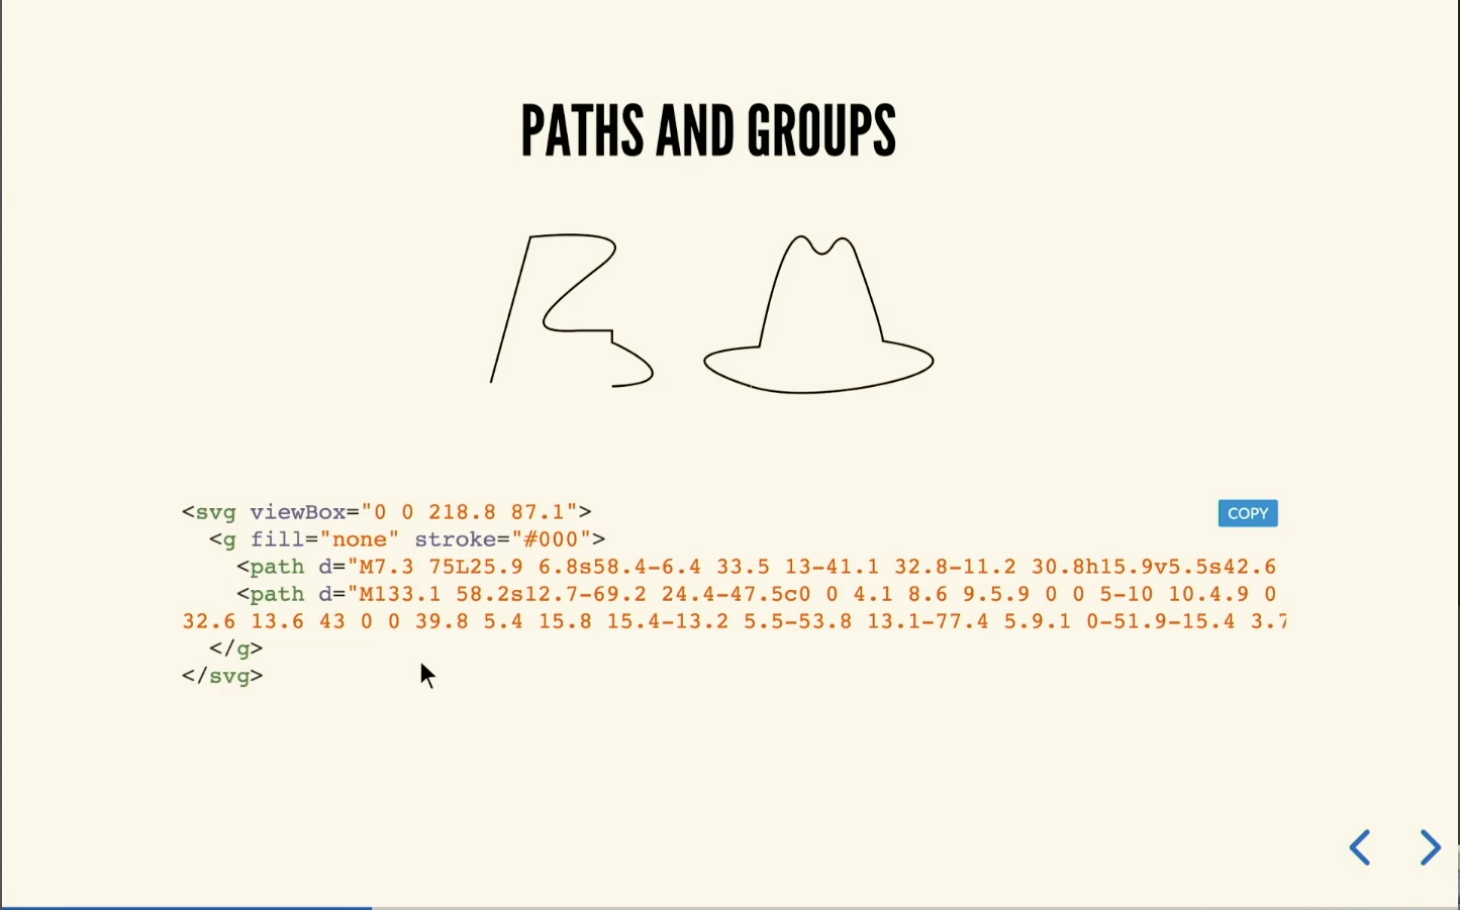 PATHS AND GROUPS
<svg viewBox="0 0 218.8 87.1">
COPY
<g fill="none" stroke="#000">
<path d="M7.3 75L25.9 6.8s58.4-6.4 33.5 13-41.1 32.8-11.2 30.8h15.9v5.5s42.6
<path d="M133.1 58.2s12.7-69.2 24.4-47.5c0 0 4.1 8.6 9.5.9 0 0 5-10 10.4.9 0
32.6 13.6 43 0 0 39.8 5.4 15.8 15.4-13.2 5.5-53.8 13.1-77.4 5.9.1 0-51.9-15.4 3.7
</g>
</svg>